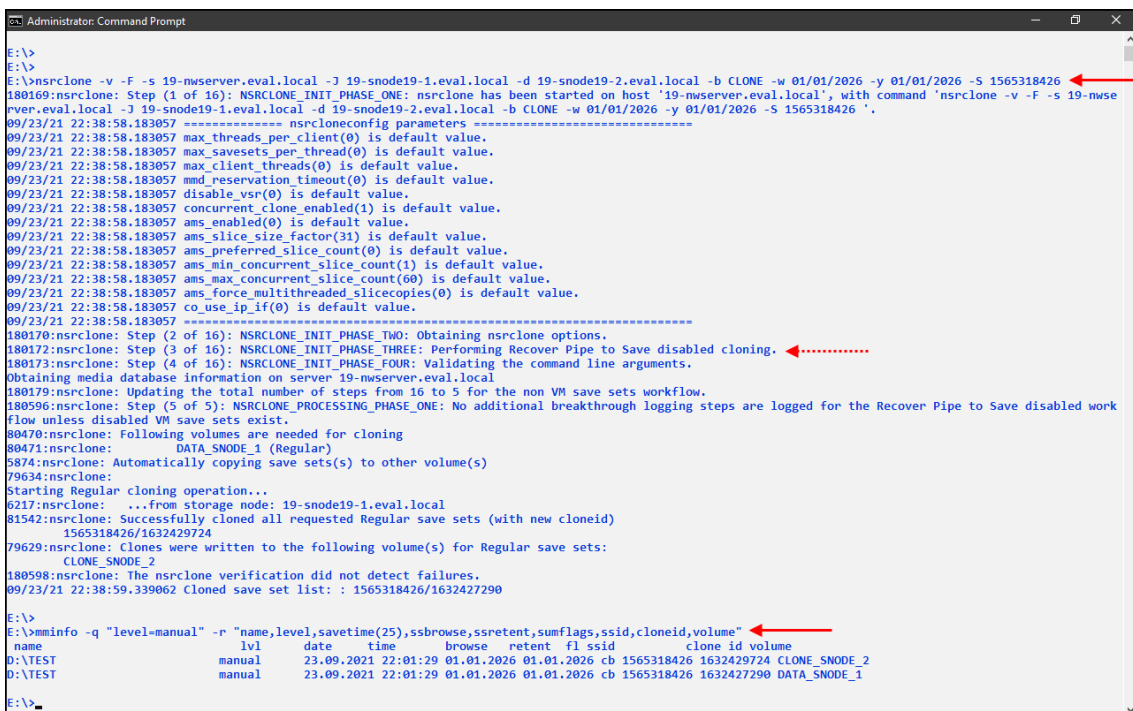 Administrator: Command Prompt
E:\>
E:\>
E:\>nsrclone -v -F -s 19-nwserver.eval.local -J 19-snode19-1.eval.local -d 19-snode19-2.eval.local -b CLONE -w 01/01/2026 -y 01/01/2026 -S 1565318426
180169:nsrclone: Step (1 of 16): NSRCLONE_INIT_PHASE_ONE: nsrclone has been started on host '19-nwserver.eval.local', with command 'nsrclone -v -F -s 19-nwse
rver.eval.local -J 19-snode19-1.eval.local -d 19-snode19-2.eval.local -b CLONE -w 01/01/2026 -y 01/01/2026 -S 1565318426 '.
09/23/21 22:38:58.183057 ============== nsrcloneconfig parameters ===============================
09/23/21 22:38:58.183057 max_threads_per_client(0) is default value.
09/23/21 22:38:58.183057 max_savesets_per_thread(0) is default value.
09/23/21 22:38:58.183057 max_client_threads(0) is default value.
09/23/21 22:38:58.183057 mmd_reservation_timeout(0) is default value.
09/23/21 22:38:58.183057 disable_vsr(0) is default value.
09/23/21 22:38:58.183057 concurrent_clone_enabled(1) is default value.
09/23/21 22:38:58.183057 ams_enabled(0) is default value.
09/23/21 22:38:58.183057 ams_slice_size_factor(31) is default value.
09/23/21 22:38:58.183057 ams_preferred_slice_count(0) is default value.
09/23/21 22:38:58.183057 ams_min_concurrent_slice_count(1) is default value.
09/23/21 22:38:58.183057 ams_max_concurrent_slice_count(60) is default value.
09/23/21 22:38:58.183057 ams_force_multithreaded_slicecopies(0) is default value.
09/23/21 22:38:58.183057 co_use_ip_if(0) is default value.
09/23/21 22:38:58.183057 ========================================================================
180170:nsrclone: Step (2 of 16): NSRCLONE_INIT_PHASE_TWO: Obtaining nsrclone options.
180172:nsrclone: Step (3 of 16): NSRCLONE_INIT_PHASE_THREE: Performing Recover Pipe to Save disabled cloning.
180173:nsrclone: Step (4 of 16): NSRCLONE_INIT_PHASE_FOUR: Validating the command line arguments.
Obtaining media database information on server 19-nwserver.eval.local
180179:nsrclone: Updating the total number of steps from 16 to 5 for the non VM save sets workflow.
180596:nsrclone: Step (5 of 5): NSRCLONE_PROCESSING_PHASE_ONE: No additional breakthrough logging steps are logged for the Recover Pipe to Save disabled work
flow unless disabled VM save sets exist.
80470:nsrclone: Following volumes are needed for cloning
80471:nsrclone:         DATA_SNODE_1 (Regular)
5874:nsrclone: Automatically copying save sets(s) to other volume(s)
79634:nsrclone:
Starting Regular cloning operation...
6217:nsrclone:   ...from storage node: 19-snode19-1.eval.local
81542:nsrclone: Successfully cloned all requested Regular save sets (with new cloneid)
        1565318426/1632429724
79629:nsrclone: Clones were written to the following volume(s) for Regular save sets:
        CLONE_SNODE_2
180598:nsrclone: The nsrclone verification did not detect failures.
09/23/21 22:38:59.339062 Cloned save set list: : 1565318426/1632427290
E:\>
E:\>mminfo -q "level=manual" -r "name,level,savetime(25),ssbrowse,ssretent,sumflags,ssid,cloneid,volume"
name lvl date time browse retent fl ssid clone id volume
D:\TEST manual 23.09.2021 22:01:29 01.01.2026 01.01.2026 cb 1565318426 1632429724 CLONE_SNODE_2
D:\TEST manual 23.09.2021 22:01:29 01.01.2026 01.01.2026 cb 1565318426 1632427290 DATA_SNODE_1
E:\>